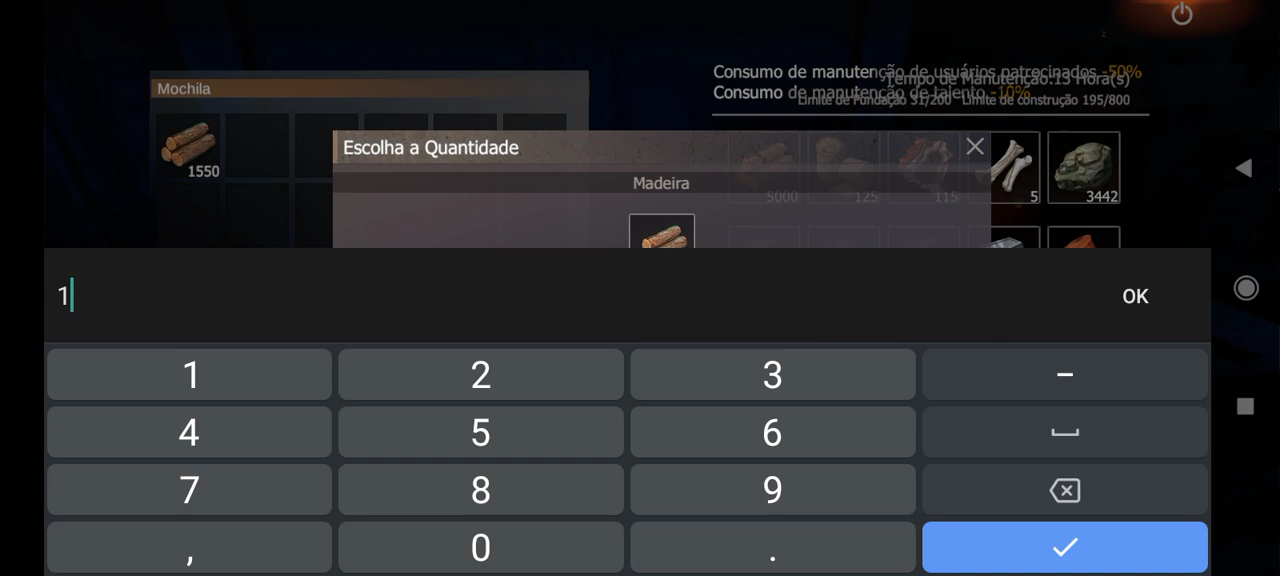 Mochila
1550
Consumo de manutenção de usuários patrocinados -50%
Tempo de Manutenção:13 Hora(s)
Consumo de manutenção de talento -10%
Limite de Fundação 31/200 Limite de construção 195/800
Escolha a Quantidade
Madeira
5000
125
115
5
3442
1
OK
1
2
3
-
4
5
6
7
8
9
,
0
.